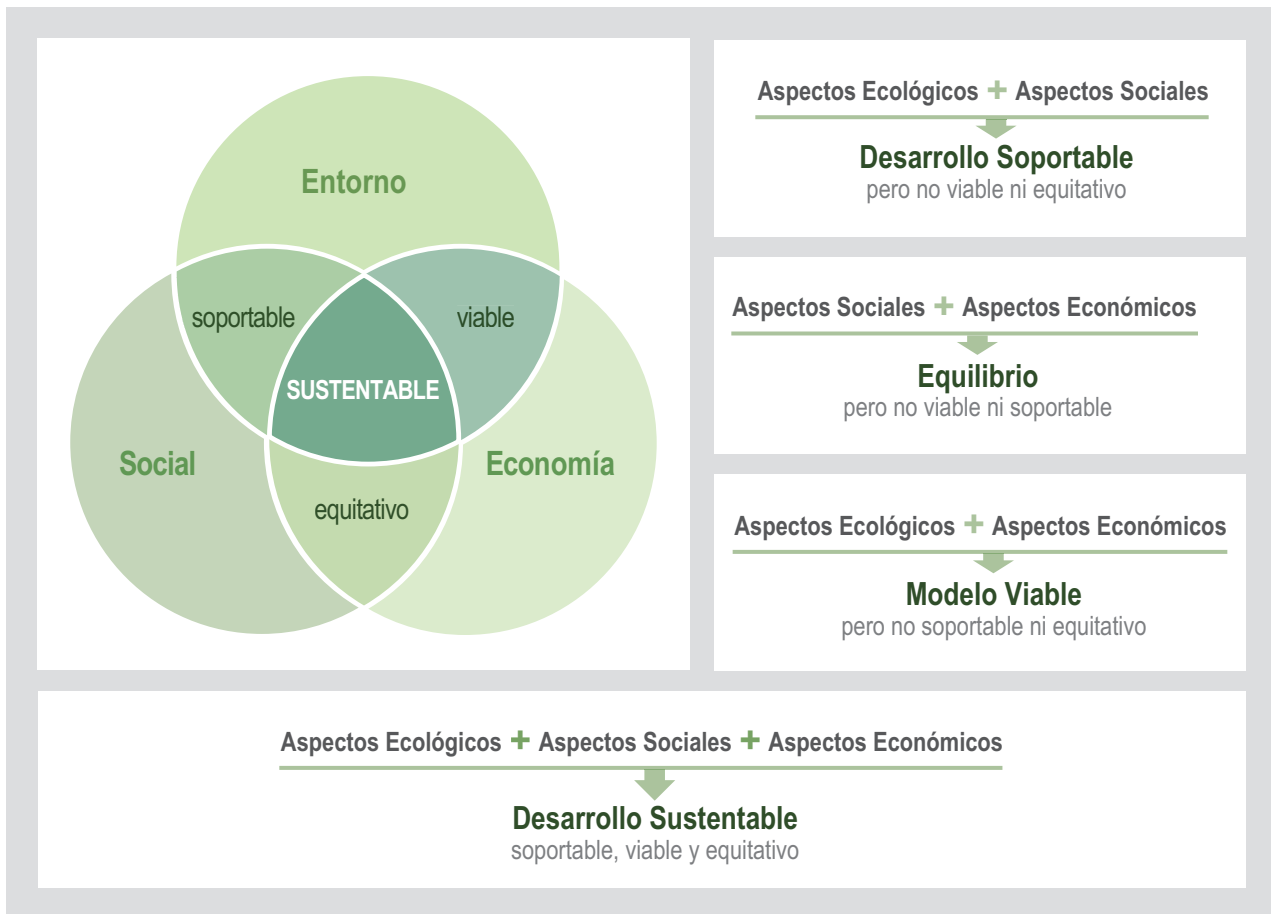 Entorno
soportable
viable
SUSTENTABLE
Social
Economía
equitativo
Aspectos Ecológicos + Aspectos Sociales
Desarrollo Soportable
pero no viable ni equitativo
Aspectos Sociales + Aspectos Económicos
Equilibrio
pero no viable ni soportable
Aspectos Ecológicos + Aspectos Económicos
Modelo Viable
pero no soportable ni equitativo
Aspectos Ecológicos + Aspectos Sociales + Aspectos Económicos
Desarrollo Sustentable
soportable, viable y equitativo